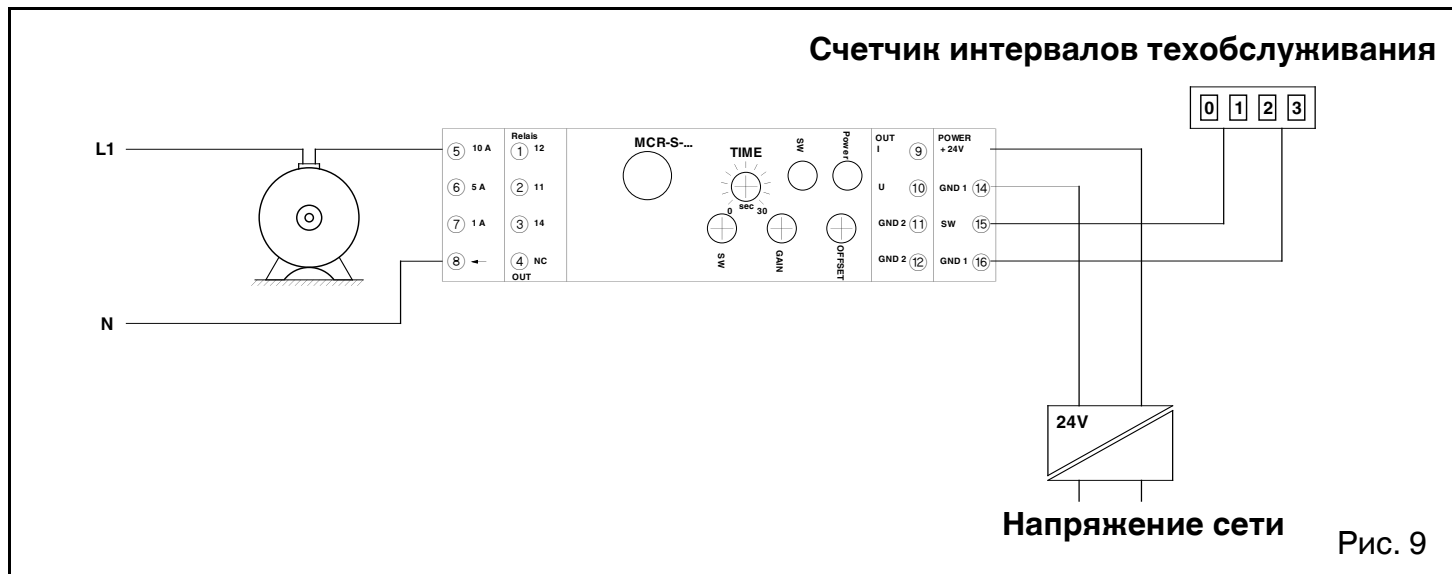 Счетчик интервалов техобслуживания
0 1 2 3
L1
N
5 10 A
6 5 A
7 1 A
8
Relais
1 12
2 11
3 14
4 NC
OUT
MCR-S-...
TIME
sec
0 30
SW
Power
SW
GAIN
OFFSET
OUT
I 9
U 10
GND 2 11
GND 2 12
POWER
+ 24V
GND 1 14
SW 15
GND 1 16
24V
Напряжение сети
Рис. 9